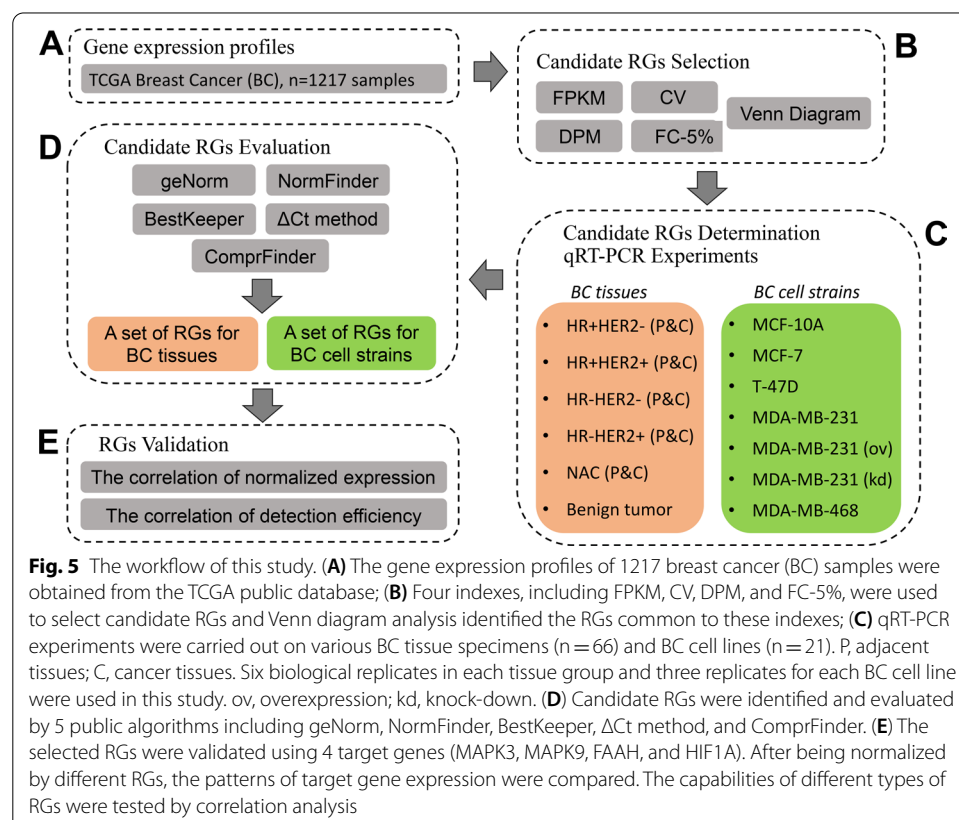 A
Gene expression profiles
TCGA Breast Cancer (BC), n=1217 samples
B
Candidate RGs Selection
FPKM
CV
DPM
FC-5%
Venn Diagram
C
Candidate RGs Determination
qRT-PCR Experiments
BC tissues
• HR+HER2- (P&C)
• HR+HER2+ (P&C)
• HR-HER2- (P&C)
• HR-HER2+ (P&C)
• NAC (P&C)
• Benign tumor
BC cell strains
• MCF-10A
• MCF-7
• T-47D
• MDA-MB-231
• MDA-MB-231 (ov)
• MDA-MB-231 (kd)
• MDA-MB-468
D
Candidate RGs Evaluation
geNorm
NormFinder
BestKeeper
ΔCt method
ComprFinder
A set of RGs for
BC tissues
A set of RGs for
BC cell strains
E
RGs Validation
The correlation of normalized expression
The correlation of detection efficiency
Fig. 5 The workflow of this study. (A) The gene expression profiles of 1217 breast cancer (BC) samples were
obtained from the TCGA public database; (B) Four indexes, including FPKM, CV, DPM, and FC-5%, were used
to select candidate RGs and Venn diagram analysis identified the RGs common to these indexes; (C) qRT-PCR
experiments were carried out on various BC tissue specimens (n = 66) and BC cell lines (n = 21). P, adjacent
tissues; C, cancer tissues. Six biological replicates in each tissue group and three replicates for each BC cell line
were used in this study. ov, overexpression; kd, knock-down. (D) Candidate RGs were identified and evaluated
by 5 public algorithms including geNorm, NormFinder, BestKeeper, ΔCt method, and ComprFinder. (E) The
selected RGs were validated using 4 target genes (MAPK3, MAPK9, FAAH, and HIF1A). After being normalized
by different RGs, the patterns of target gene expression were compared. The capabilities of different types of
RGs were tested by correlation analysis